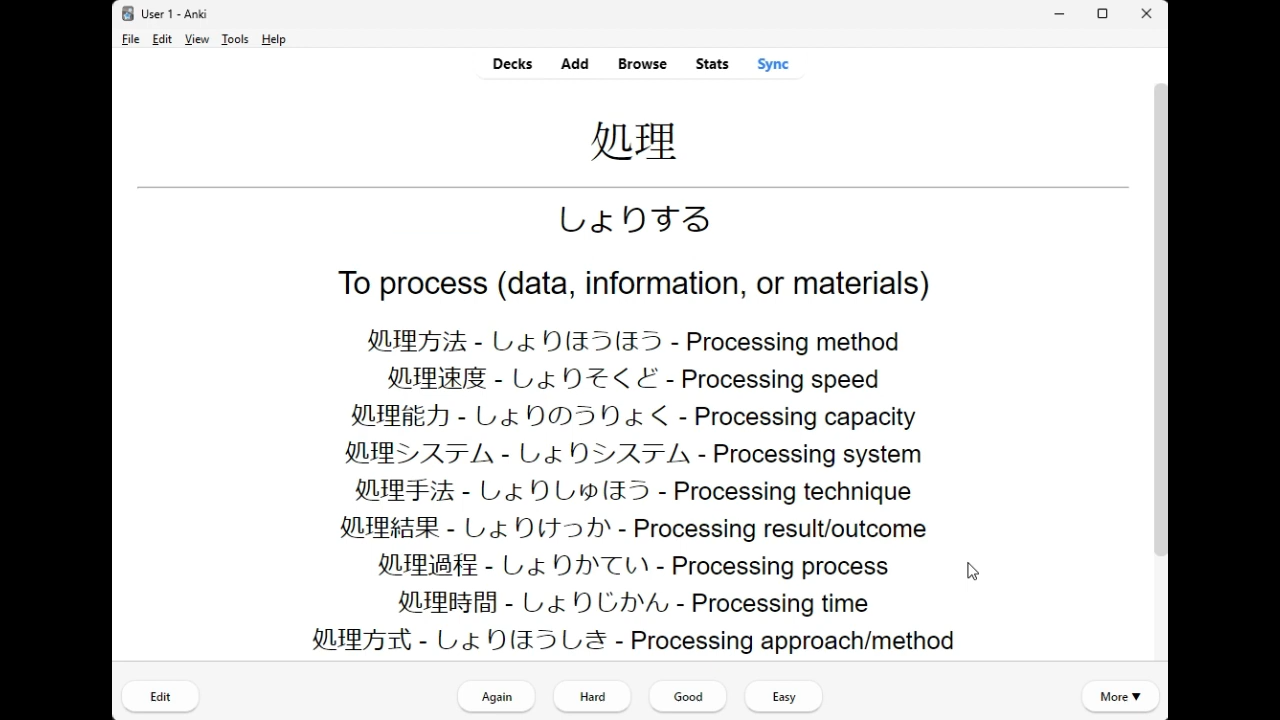 User 1 - Anki
File Edit View Tools Help
Decks Add Browse Stats Sync
処理
しょりする
To process (data, information, or materials)
処理方法 - しょりほうほう - Processing method
処理速度 - しょりそくど - Processing speed
処理能力 - しょりのうりょく - Processing capacity
処理システム - しょりシステム - Processing system
処理手法 - しょりしゅほう - Processing technique
処理結果 - しょりけっか - Processing result/outcome
処理過程 - しょりかてい - Processing process
処理時間 - しょりじかん - Processing time
処理方式 - しょりほうしき - Processing approach/method
Edit Again Hard Good Easy More ▼